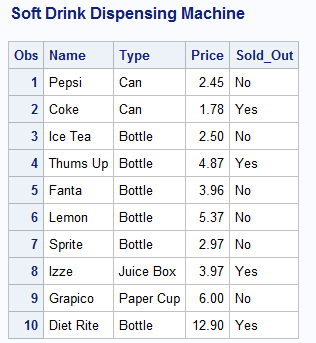 Soft Drink Dispensing Machine
Obs Name Type Price Sold_Out
1 Pepsi Can 2.45 No
2 Coke Can 1.78 Yes
3 Ice Tea Bottle 2.50 No
4 Thums Up Bottle 4.87 Yes
5 Fanta Bottle 3.96 No
6 Lemon Bottle 5.37 No
7 Sprite Bottle 2.97 No
8 Izze Juice Box 3.97 Yes
9 Grapico Paper Cup 6.00 No
10 Diet Rite Bottle 12.90 Yes